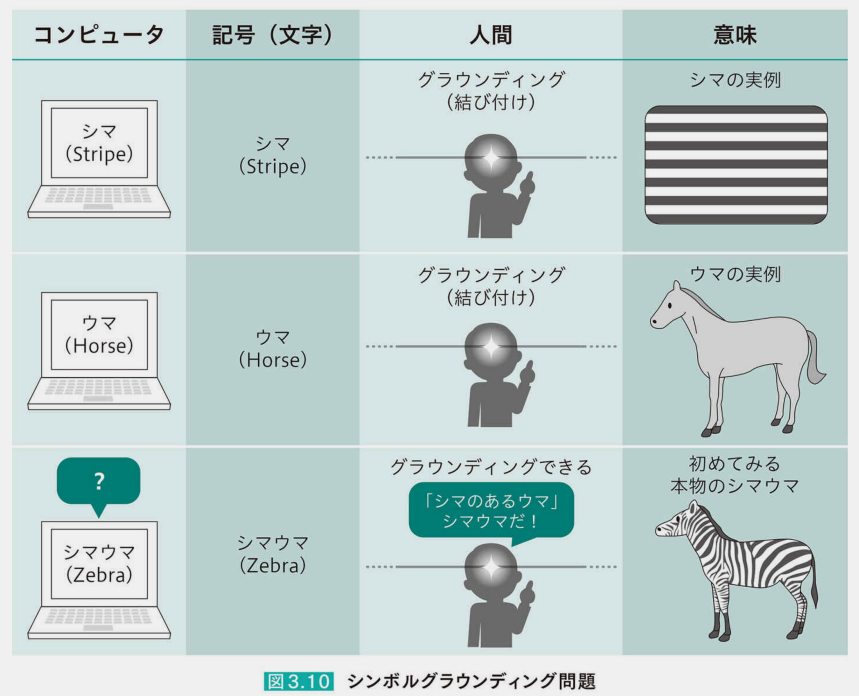 コンピュータ
記号（文字）
人間
意味
シマ
(Stripe)
シマ
(Stripe)
グラウンディング
（結び付け）
シマの実例
ウマ
(Horse)
ウマ
(Horse)
グラウンディング
（結び付け）
ウマの実例
?
シマウマ
(Zebra)
シマウマ
(Zebra)
グラウンディングできる
「シマのあるウマ」
シマウマだ！
初めてみる
本物のシマウマ
図3.10 シンボルグラウンディング問題